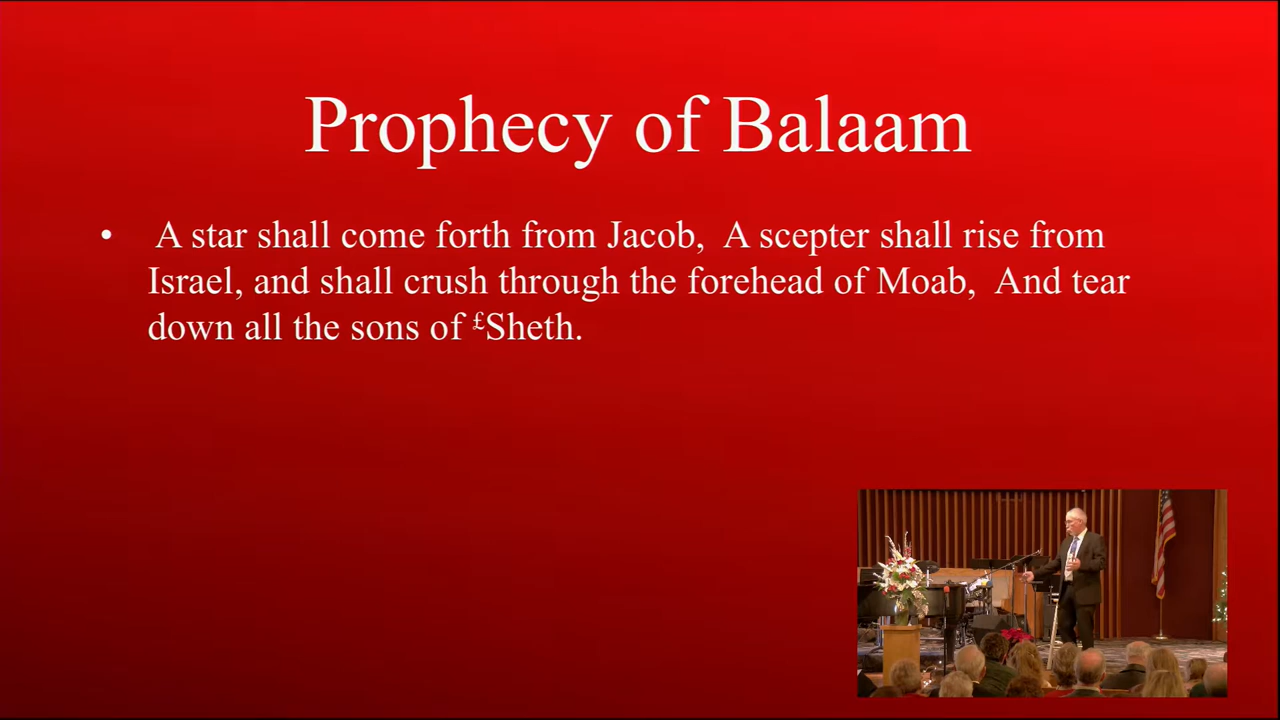 Prophecy of Balaam
• A star shall come forth from Jacob, A scepter shall rise from
Israel, and shall crush through the forehead of Moab, And tear
down all the sons of £Sheth.